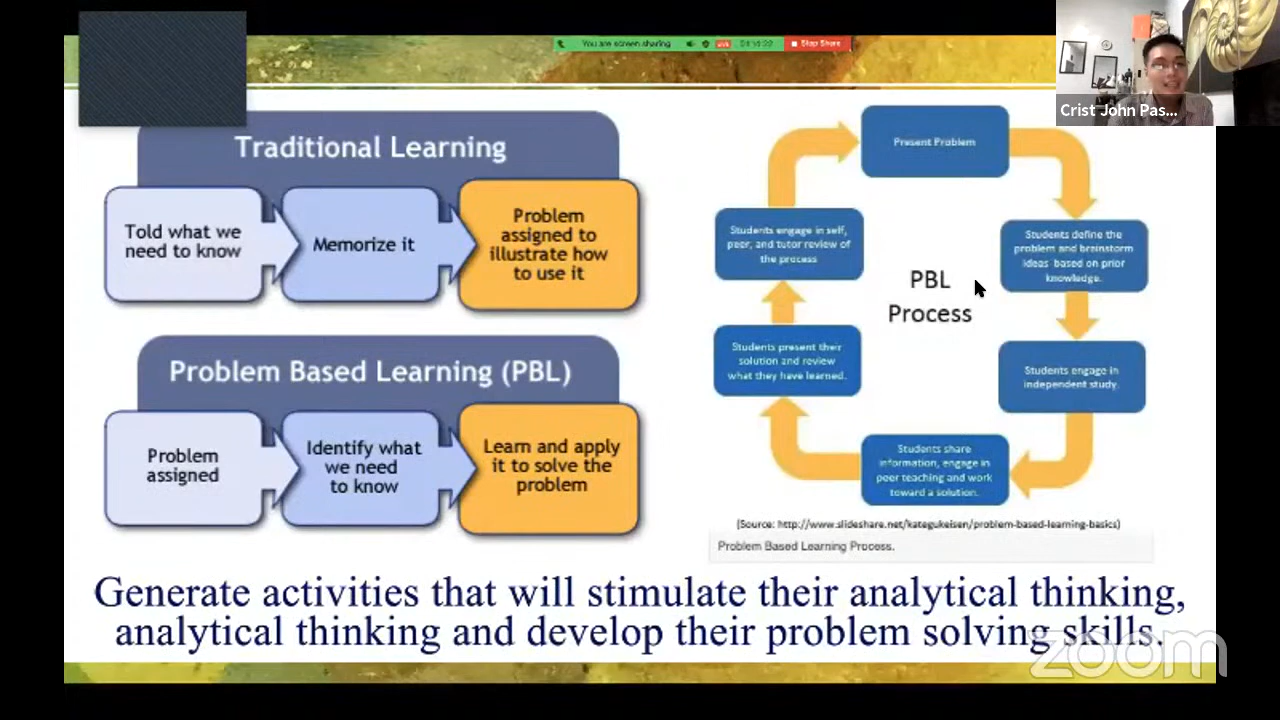 You are screen sharing
Stop Share
Crist John Pas...
Traditional Learning
Told what we
need to know
Memorize it
Problem
assigned to
illustrate how
to use it
Problem Based Learning (PBL)
Problem
assigned
Identify what
we need
to know
Learn and apply
it to solve the
problem
Present Problem
Students define the
problem and brainstorm
ideas based on prior
knowledge.
Students engage in
independent study.
Students share
information, engage in
peer teaching and work
toward a solution.
Students present their
solution and review
what they have learned.
Students engage in self,
peer, and tutor review of
the process
PBL
Process
(Source: http://www.slideshare.net/kategukeisen/problem-based-learning-basics)
Problem Based Learning Process.
Generate activities that will stimulate their analytical thinking,
analytical thinking and develop their problem solving skills.
zoom